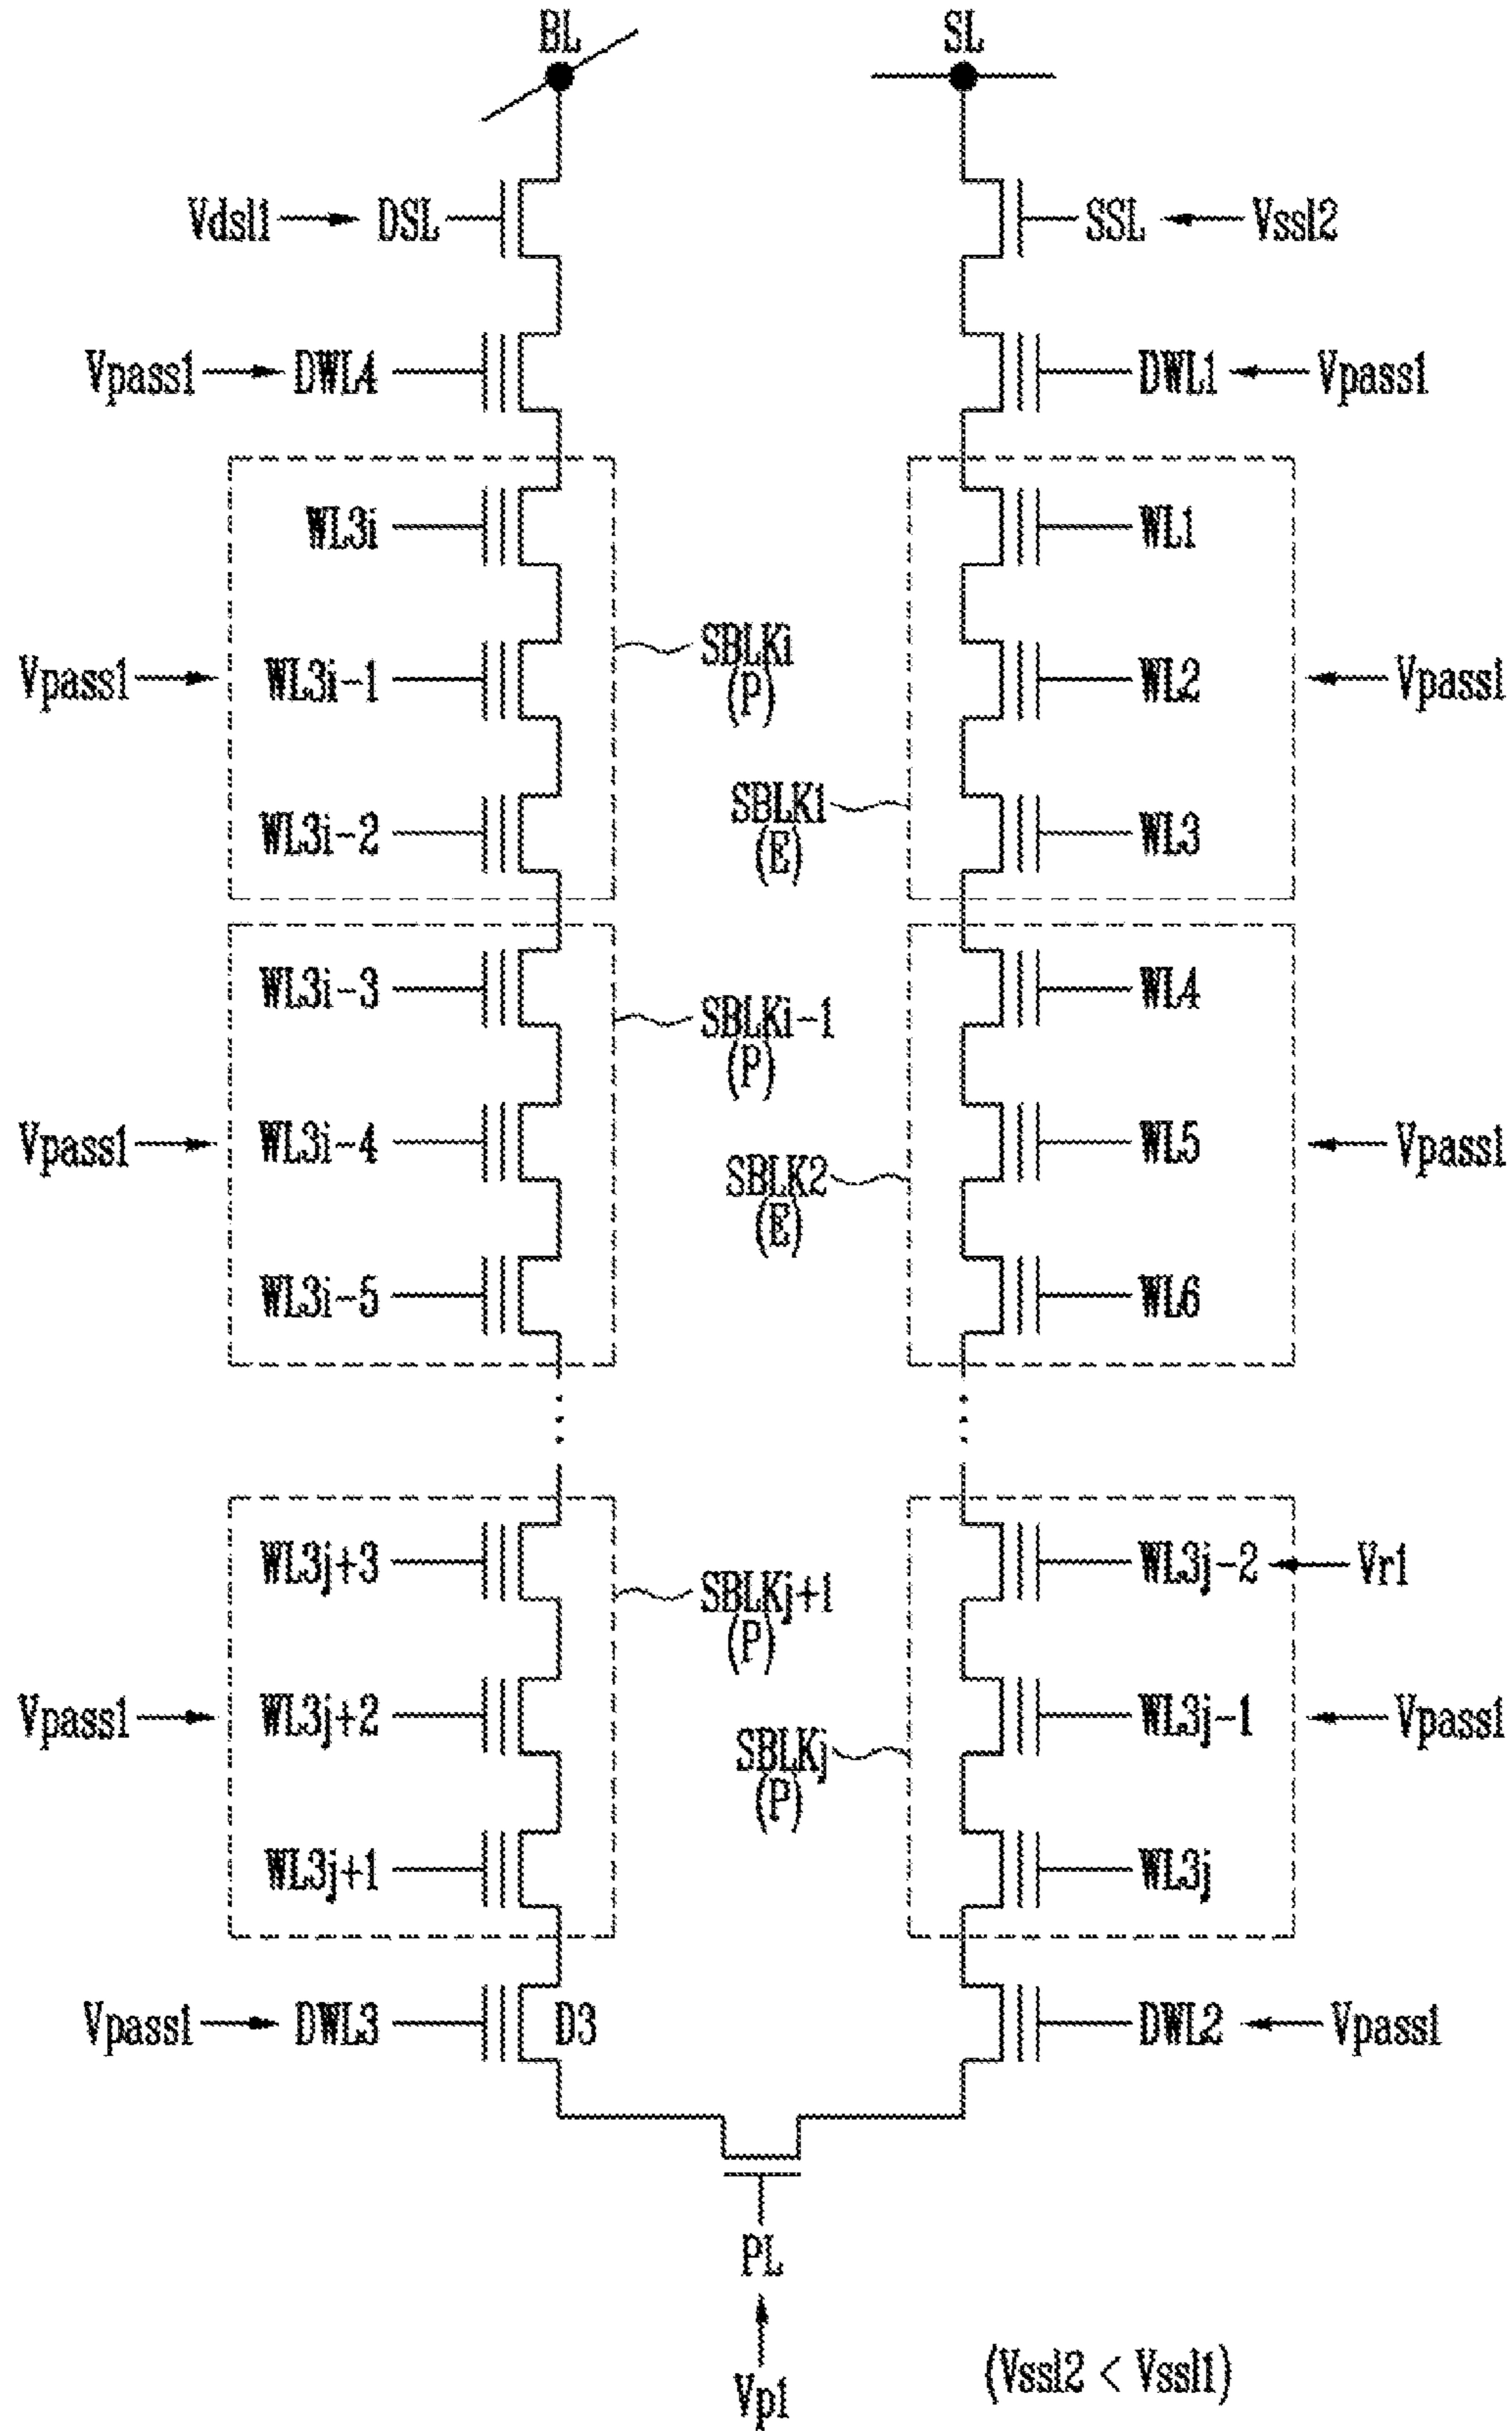 BL SL
Vdsl1 DSL SSL Vssl2
Vpass1 DWL4 DWL1 Vpass1
WL3i WL1
SBLKi
(P)
Vpass1 WL3i-1 WL2 Vpass1
SBLK1
(E)
WL3i-2 WL3
WL3i-3 WL4
SBLKi-1
(P)
Vpass1 WL3i-4 WL5 Vpass1
SBLK2
(E)
WL3i-5 WL6
WL3j+3 WL3j-2 Vr1
SBLKj+1
(P)
Vpass1 WL3j+2 WL3j-1 Vpass1
SBLKj
(P)
WL3j+1 WL3j
Vpass1 DWL3 D3 DWL2 Vpass1
PL
Vp1
(Vssl2 < Vssl1)